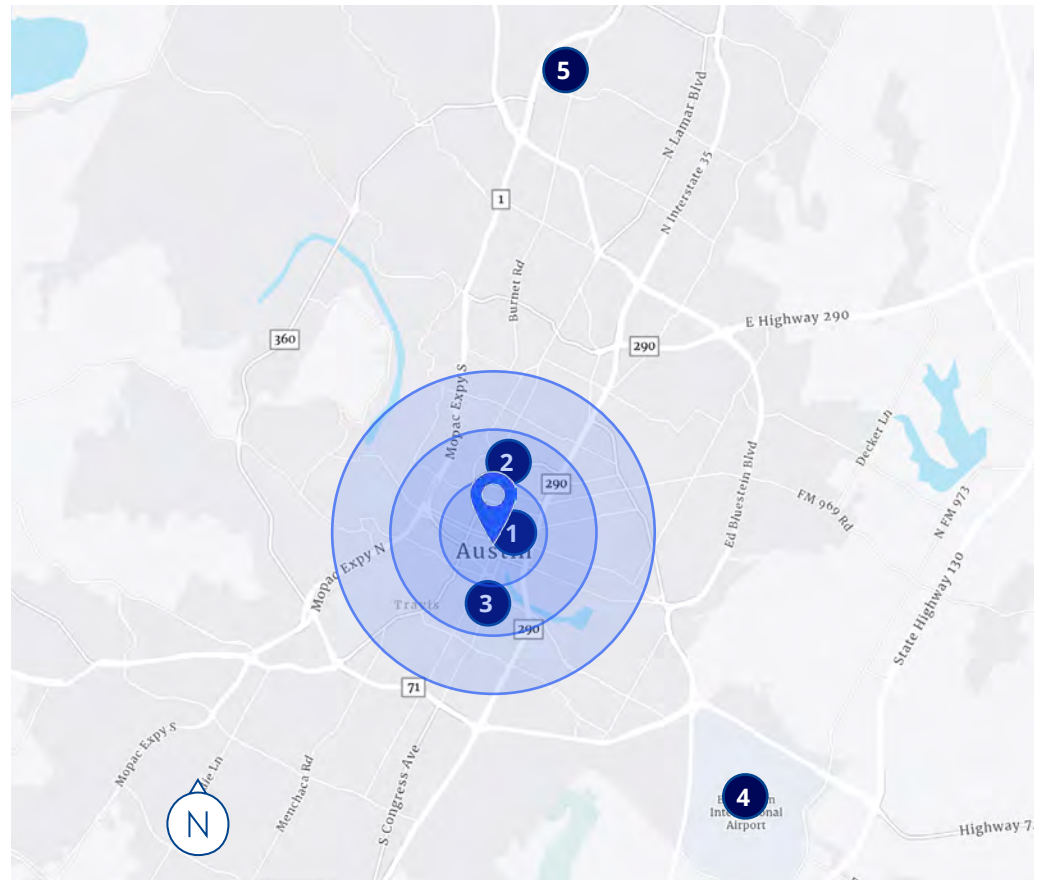 5
N Lamar Blvd
N Interstate 35
1
Burnet Rd
E Highway 290
360
290
Mopac Expy S
Decker Ln
2
290
Ed Bluestein Blvd
FM 969 Rd
N FM 973
1
Austin
Mopac Expy N
State Highway 130
3
Travis
290
71
Mopac Expy S
Menchaca Rd
S Congress Ave
4
International
Airport
N
Highway 7